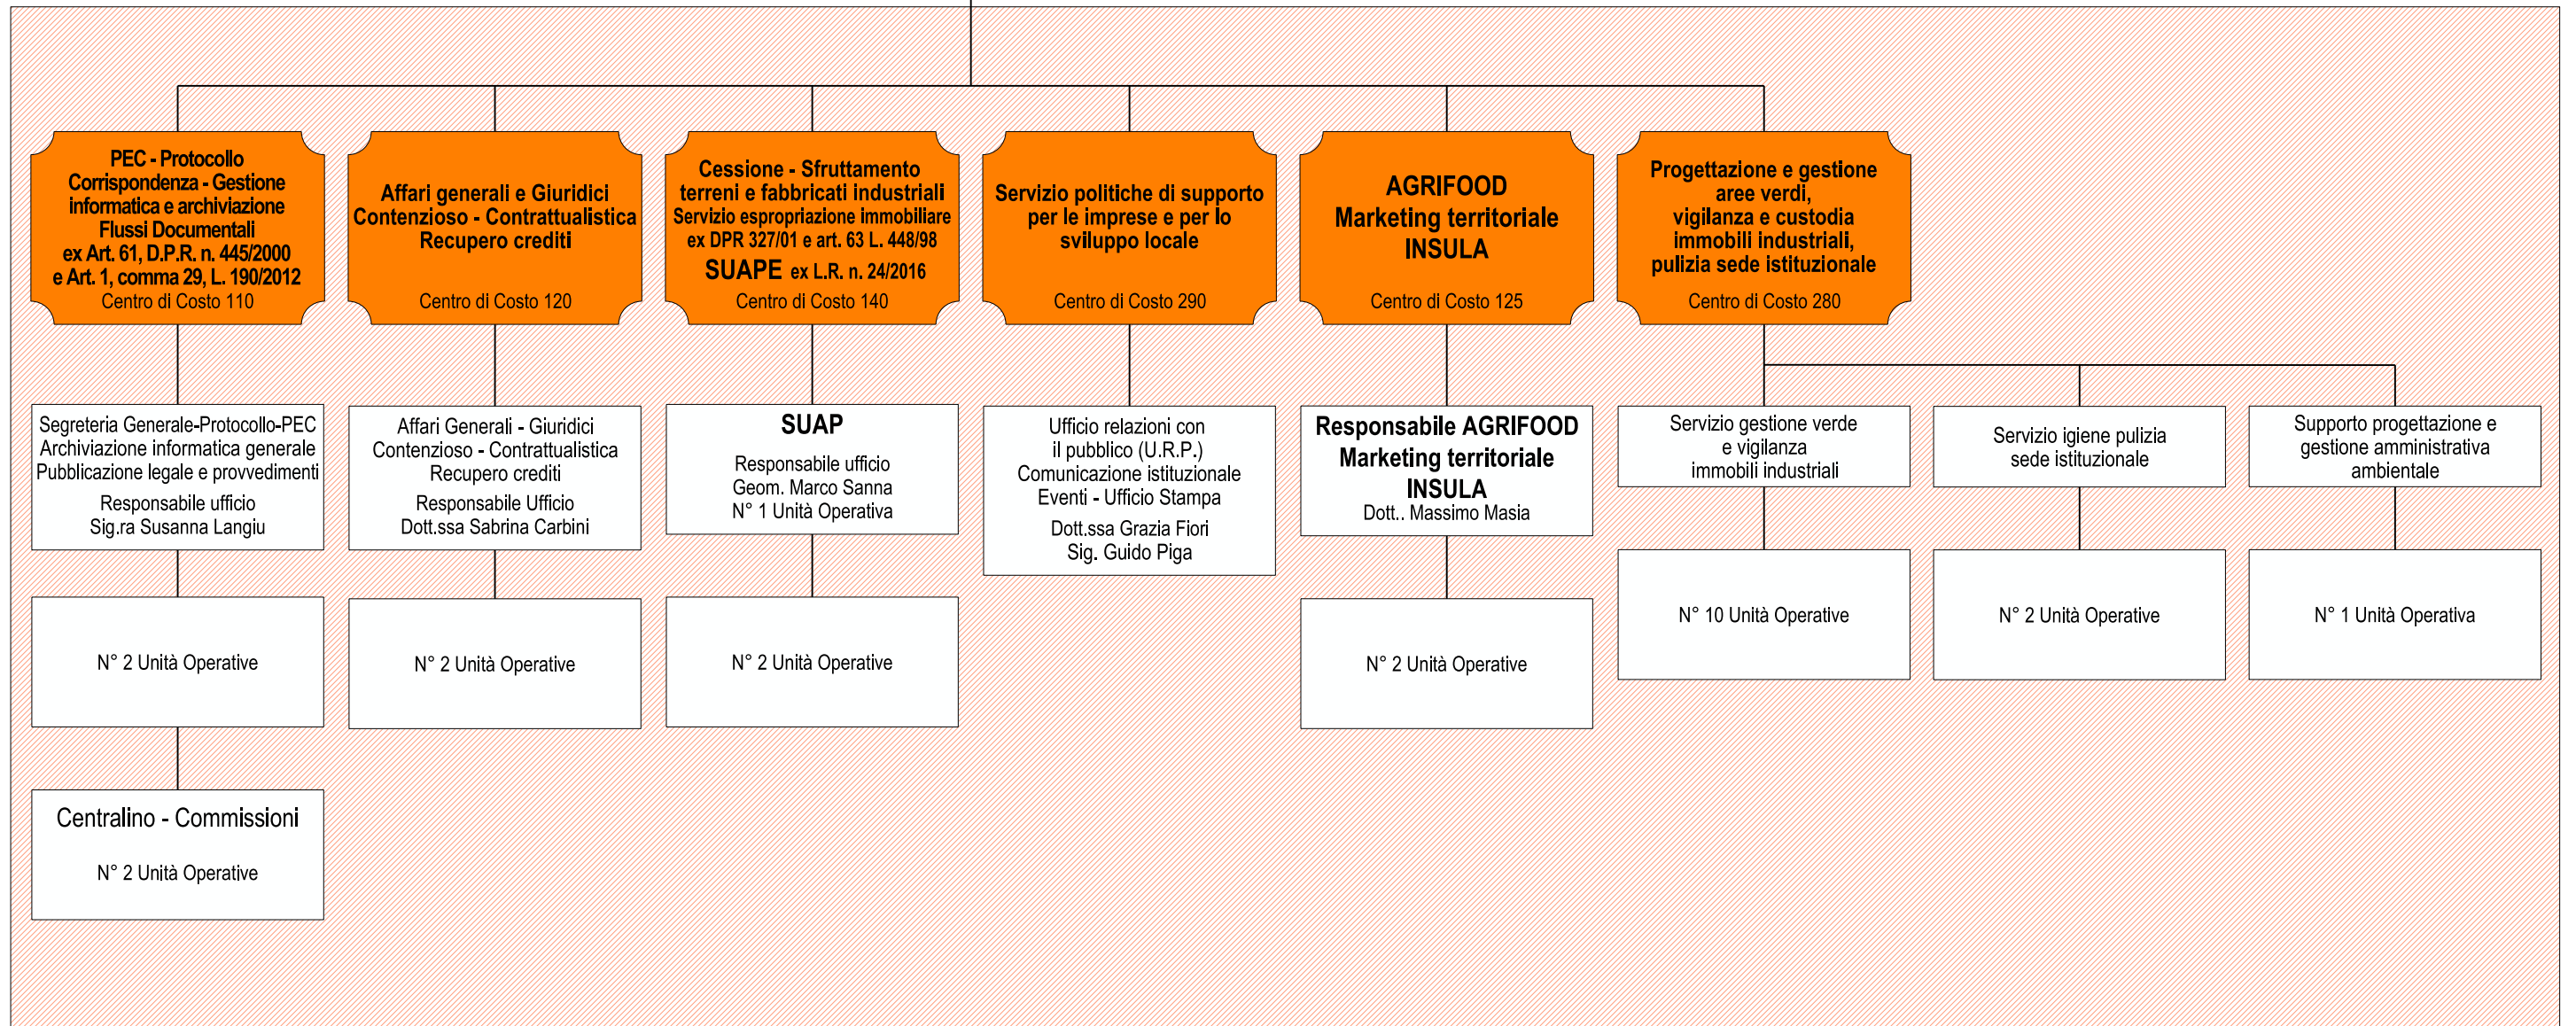 PEC - Protocollo
Corrispondenza - Gestione
informatica e archiviazione
Flussi Documentali
ex Art. 61, D.P.R. n. 445/2000
e Art. 1, comma 29, L. 190/2012
Centro di Costo 110
Affari generali e Giuridici
Contenzioso - Contrattualistica
Recupero crediti
Centro di Costo 120
Cessione - Sfruttamento
terreni e fabbricati industriali
Servizio espropriazione immobiliare
ex DPR 327/01 e art. 63 L. 448/98
SUAPE ex L.R. n. 24/2016
Centro di Costo 140
Servizio politiche di supporto
per le imprese e per lo
sviluppo locale
Centro di Costo 290
AGRIFOOD
Marketing territoriale
INSULA
Centro di Costo 125
Progettazione e gestione
aree verdi,
vigilanza e custodia
immobili industriali,
pulizia sede istituzionale
Centro di Costo 280
Segreteria Generale-Protocollo-PEC
Archiviazione informatica generale
Pubblicazione legale e provvedimenti
Responsabile ufficio
Sig.ra Susanna Langiu
Affari Generali - Giuridici
Contenzioso - Contrattualistica
Recupero crediti
Responsabile Ufficio
Dott.ssa Sabrina Carbini
SUAP
Responsabile ufficio
Geom. Marco Sanna
N° 1 Unità Operativa
Ufficio relazioni con
il pubblico (U.R.P.)
Comunicazione istituzionale
Eventi - Ufficio Stampa
Dott.ssa Grazia Fiori
Sig. Guido Piga
Responsabile AGRIFOOD
Marketing territoriale
INSULA
Dott.. Massimo Masia
Servizio gestione verde
e vigilanza
immobili industriali
Servizio igiene pulizia
sede istituzionale
Supporto progettazione e
gestione amministrativa
ambientale
N° 2 Unità Operative
N° 2 Unità Operative
N° 2 Unità Operative
N° 2 Unità Operative
N° 10 Unità Operative
N° 2 Unità Operative
N° 1 Unità Operativa
Centralino - Commissioni
N° 2 Unità Operative